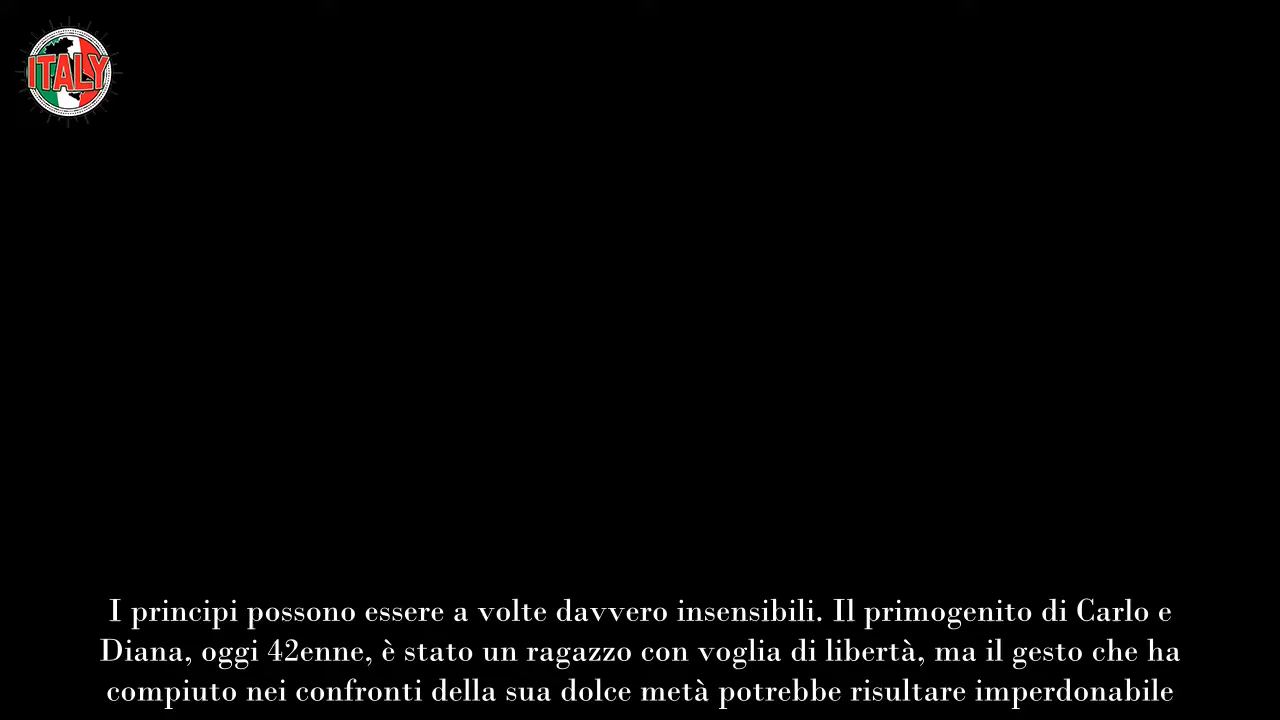 ITALY
I principi possono essere a volte davvero insensibili. Il primogenito di Carlo e
Diana, oggi 42enne, è stato un ragazzo con voglia di libertà, ma il gesto che ha
compiuto nei confronti della sua dolce metà potrebbe risultare imperdonabile